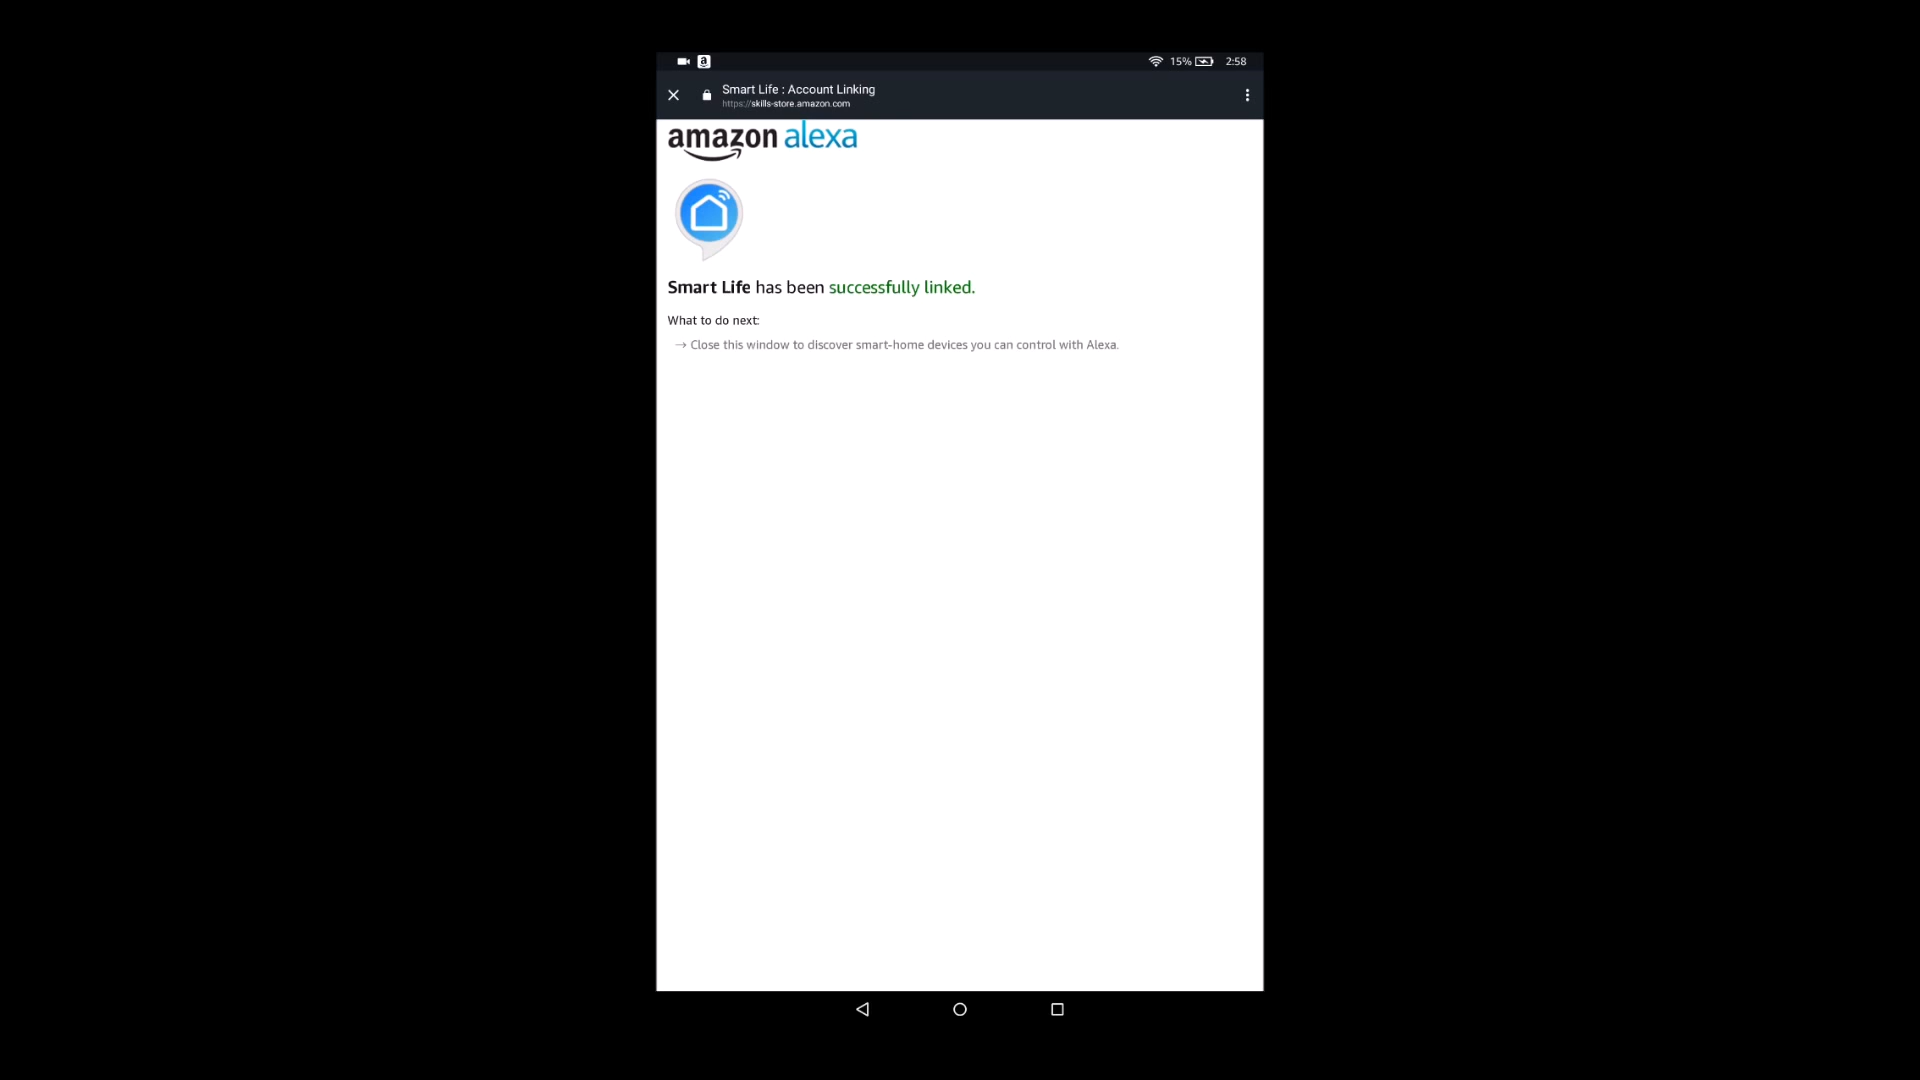 15% 2:58
Smart Life : Account Linking
https://skills-store.amazon.com
amazon alexa
Smart Life has been successfully linked.
What to do next:
→ Close this window to discover smart-home devices you can control with Alexa.